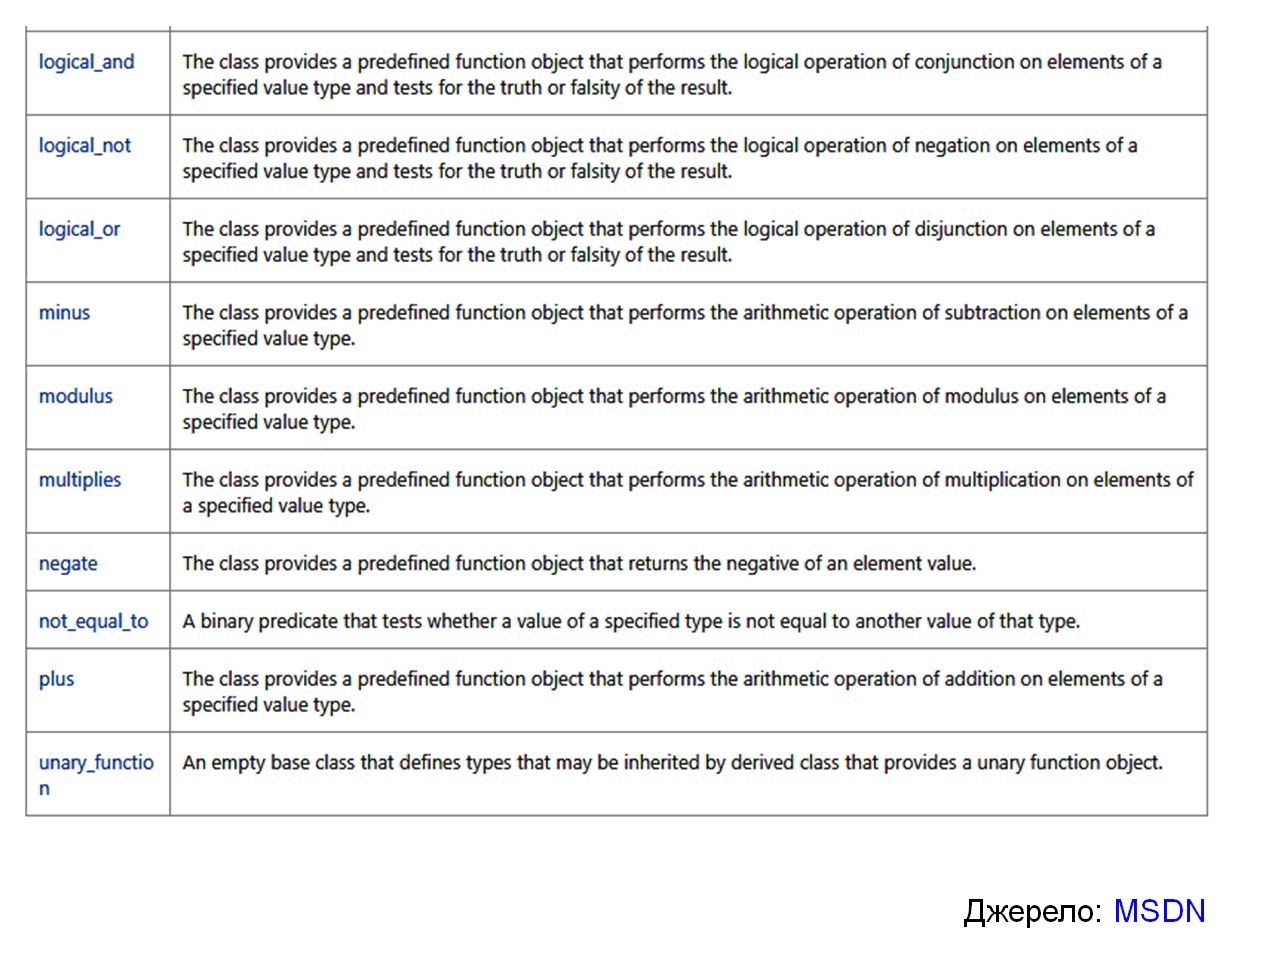 logical_and
The class provides a predefined function object that performs the logical operation of conjunction on elements of a
specified value type and tests for the truth or falsity of the result.
logical_not
The class provides a predefined function object that performs the logical operation of negation on elements of a
specified value type and tests for the truth or falsity of the result.
logical_or
The class provides a predefined function object that performs the logical operation of disjunction on elements of a
specified value type and tests for the truth or falsity of the result.
minus
The class provides a predefined function object that performs the arithmetic operation of subtraction on elements of a
specified value type.
modulus
The class provides a predefined function object that performs the arithmetic operation of modulus on elements of a
specified value type.
multiplies
The class provides a predefined function object that performs the arithmetic operation of multiplication on elements of
a specified value type.
negate
The class provides a predefined function object that returns the negative of an element value.
not_equal_to
A binary predicate that tests whether a value of a specified type is not equal to another value of that type.
plus
The class provides a predefined function object that performs the arithmetic operation of addition on elements of a
specified value type.
unary_functio
n
An empty base class that defines types that may be inherited by derived class that provides a unary function object.
Джерело: MSDN